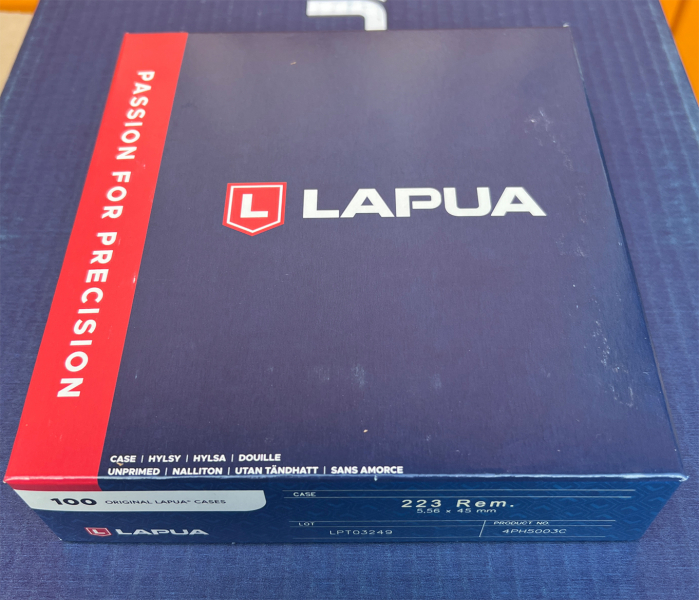 PASSION FOR PRECISION
L LAPUA
CASE | HYLSY | HYLSA | DOUILLE
UNPRIMED | NALLITON | UTAN TÄNDHATT | SANS AMORCE
100 ORIGINAL LAPUA® CASES
L LAPUA
CASE
223 Rem.
5,56 x 45 mm
LOT
LPT03249
PRODUCT NO.
4PH5003C